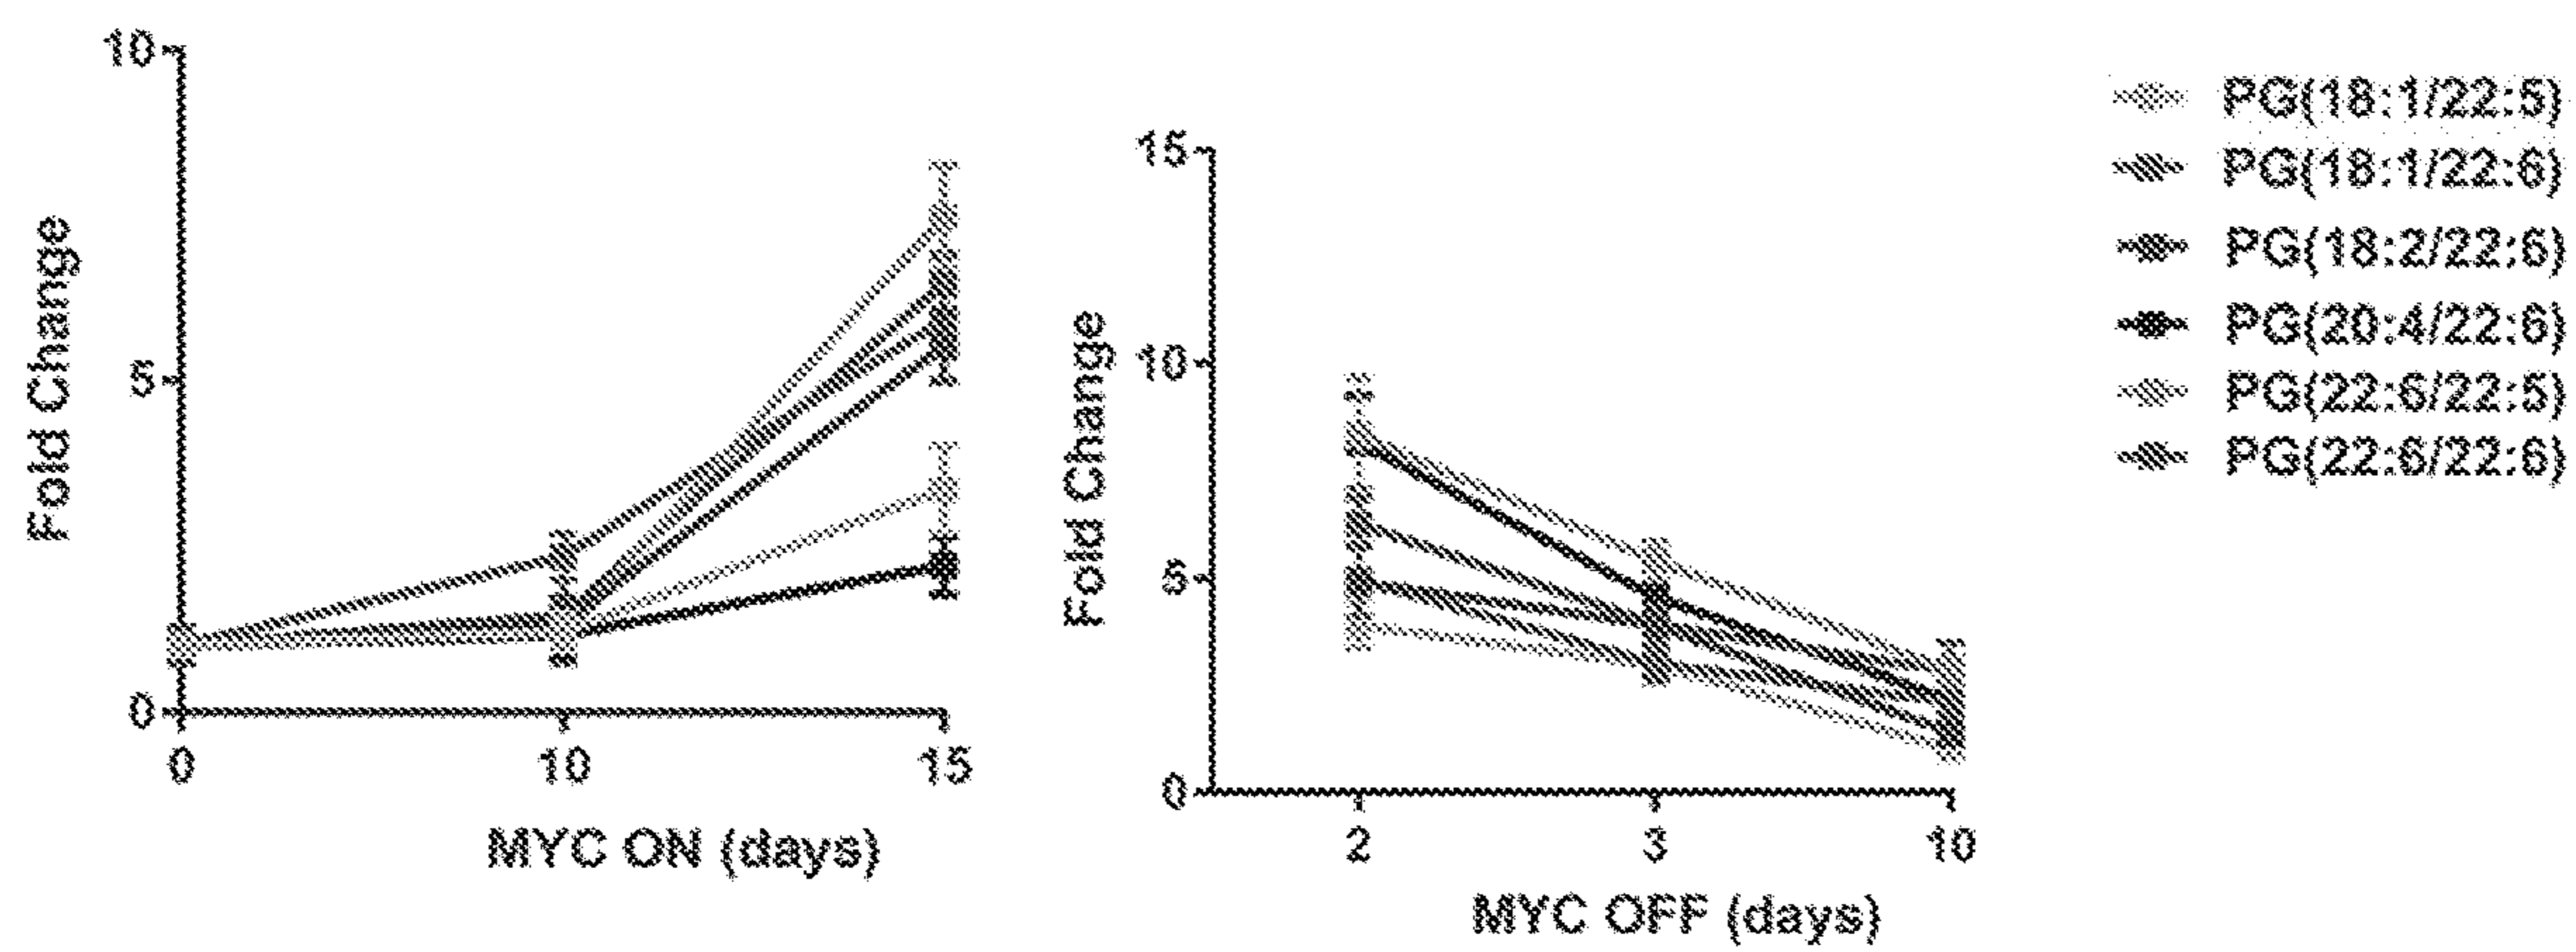 Fold Change
10
5
0
0 10 15
MYC ON (days)
Fold Change
15
10
5
0
2 3 10
MYC OFF (days)
PG(18:1/22:5)
PG(18:1/22:6)
PG(18:2/22:6)
PG(20:4/22:6)
PG(22:6/22:5)
PG(22:6/22:6)